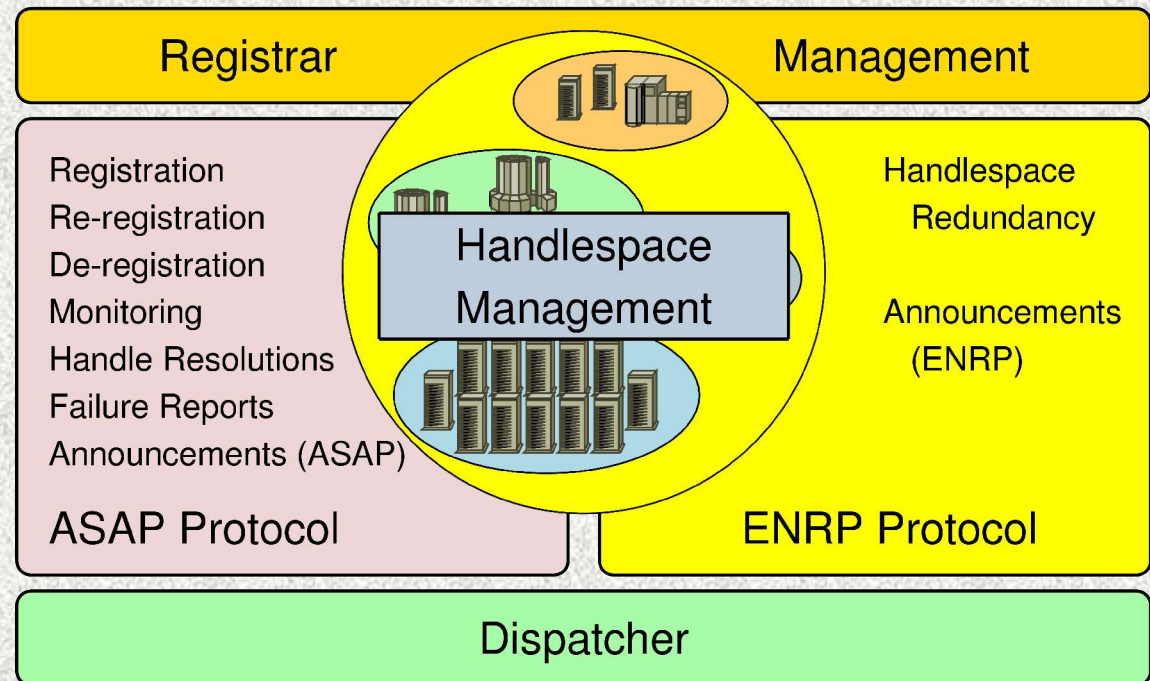 Registrar Management
Registration
Re-registration
De-registration
Monitoring
Handle Resolutions
Failure Reports
Announcements (ASAP)
ASAP Protocol
Handlespace
Management
Handlespace
Redundancy
Announcements
(ENRP)
ENRP Protocol
Dispatcher